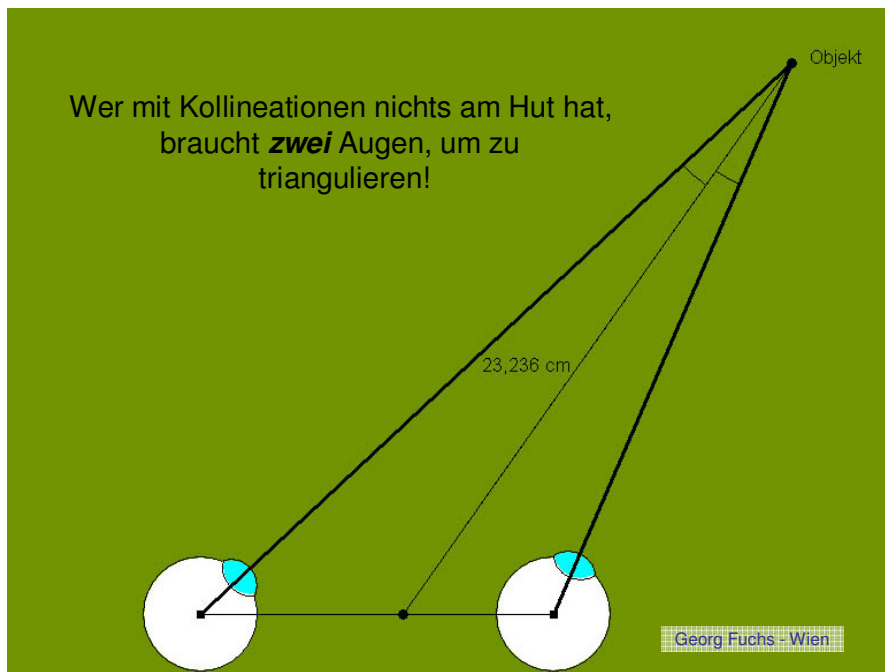 Objekt
Wer mit Kollineationen nichts am Hut hat,
braucht zwei Augen, um zu
triangulieren!
23,236 cm
Georg Fuchs - Wien